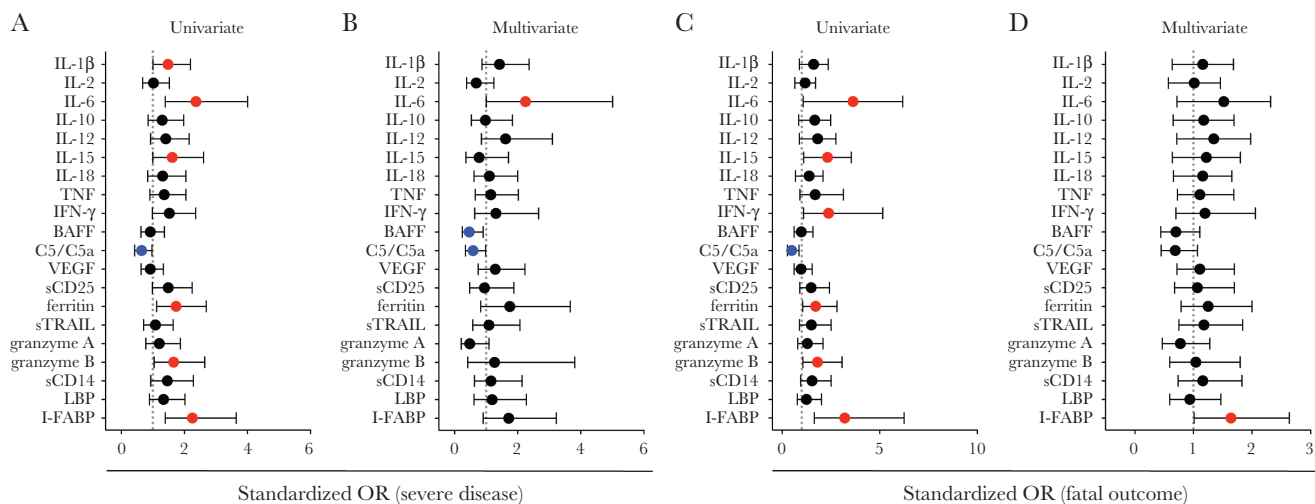 A
Univariate
IL-1β
IL-2
IL-6
IL-10
IL-12
IL-15
IL-18
TNF
IFN-γ
BAFF
C5/C5a
VEGF
sCD25
ferritin
sTRAIL
granzyme A
granzyme B
sCD14
LBP
I-FABP
0 2 4 6
B
Multivariate
IL-1β
IL-2
IL-6
IL-10
IL-12
IL-15
IL-18
TNF
IFN-γ
BAFF
C5/C5a
VEGF
sCD25
ferritin
sTRAIL
granzyme A
granzyme B
sCD14
LBP
I-FABP
0 2 4 6
Standardized OR (severe disease)
C
Univariate
IL-1β
IL-2
IL-6
IL-10
IL-12
IL-15
IL-18
TNF
IFN-γ
BAFF
C5/C5a
VEGF
sCD25
ferritin
sTRAIL
granzyme A
granzyme B
sCD14
LBP
I-FABP
0 5 10
D
Multivariate
IL-1β
IL-2
IL-6
IL-10
IL-12
IL-15
IL-18
TNF
IFN-γ
BAFF
C5/C5a
VEGF
sCD25
ferritin
sTRAIL
granzyme A
granzyme B
sCD14
LBP
I-FABP
0 1 2 3
Standardized OR (fatal outcome)